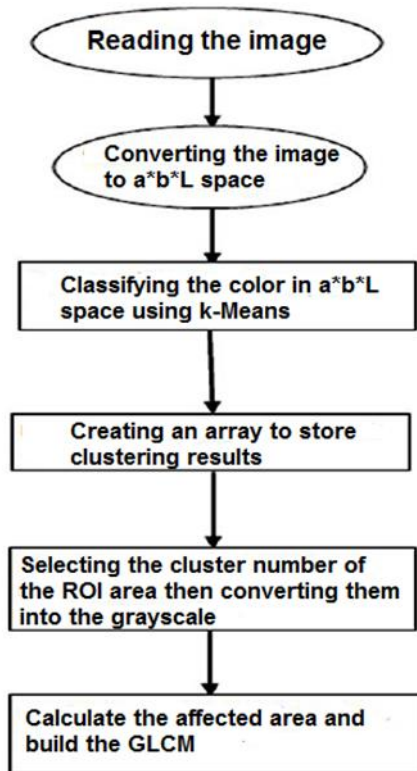 Reading the image
Converting the image
to a*b*L space
Classifying the color in a*b*L
space using k-Means
Creating an array to store
clustering results
Selecting the cluster number of
the ROI area then converting them
into the grayscale
Calculate the affected area and
build the GLCM